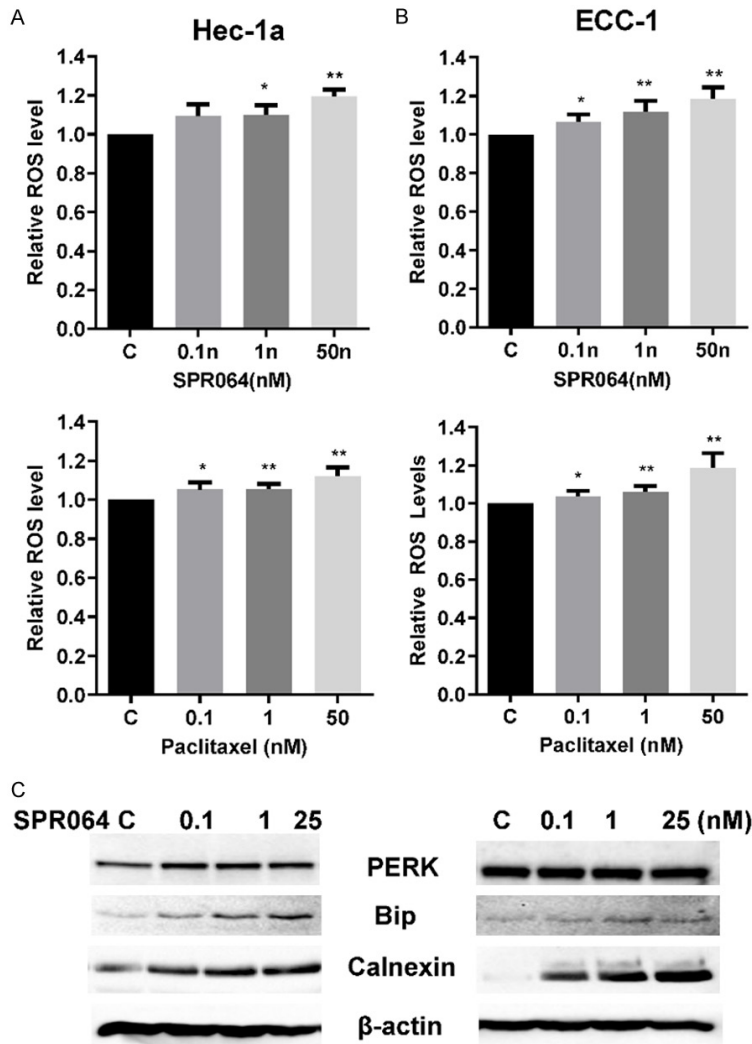 A
Hec-1a
Relative ROS level
1.4
1.2
1.0
0.8
0.6
0.4
0.2
0.0
*
**
C 0.1n 1n 50n
SPR064(nM)
B
ECC-1
Relative ROS level
1.4
1.2
1.0
0.8
0.6
0.4
0.2
0.0
*
**
**
C 0.1n 1n 50n
SPR064(nM)
Relative ROS level
1.4
1.2
1.0
0.8
0.6
0.4
0.2
0.0
*
**
**
C 0.1 1 50
Paclitaxel (nM)
Relative ROS Levels
1.4
1.2
1.0
0.8
0.6
0.4
0.2
0.0
*
**
**
C 0.1 1 50
Paclitaxel (nM)
C
SPR064 C 0.1 1 25 C 0.1 1 25 (nM)
PERK
Bip
Calnexin
β-actin